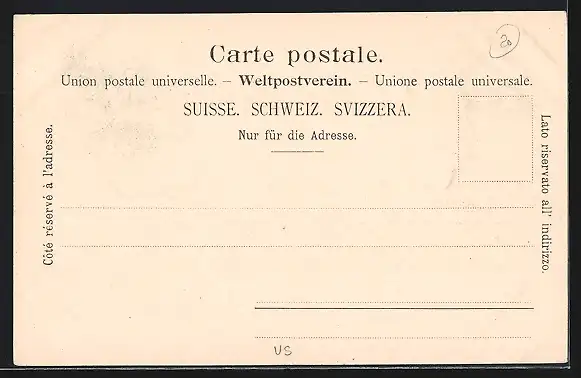 20
Carte postale.
Union postale universelle. – Weltpostverein. – Unione postale universale.
SUISSE. SCHWEIZ. SVIZZERA.
Nur für die Adresse.
Côté réservé à l'adresse.
Lato riservato all' indirizzo.
US